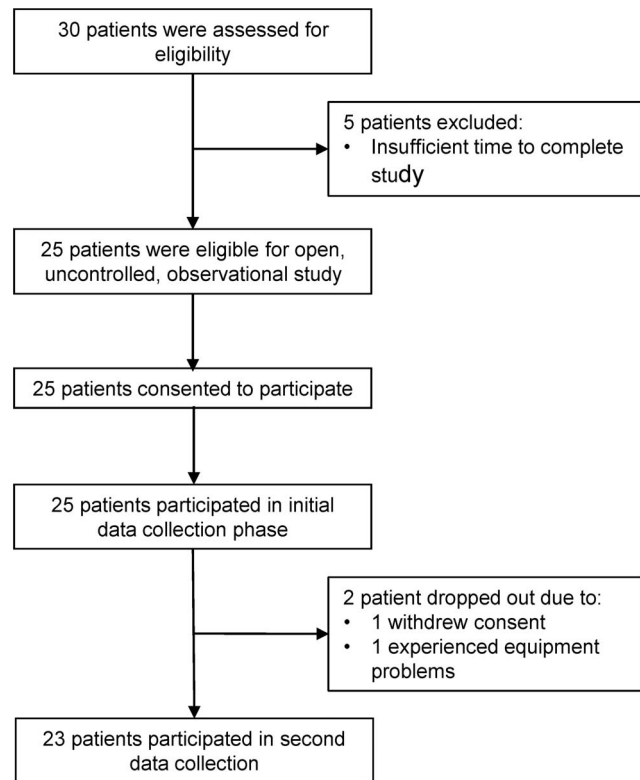 30 patients were assessed for
eligibility
5 patients excluded:
• Insufficient time to complete
study
25 patients were eligible for open,
uncontrolled, observational study
25 patients consented to participate
25 patients participated in initial
data collection phase
2 patient dropped out due to:
• 1 withdrew consent
• 1 experienced equipment
problems
23 patients participated in second
data collection